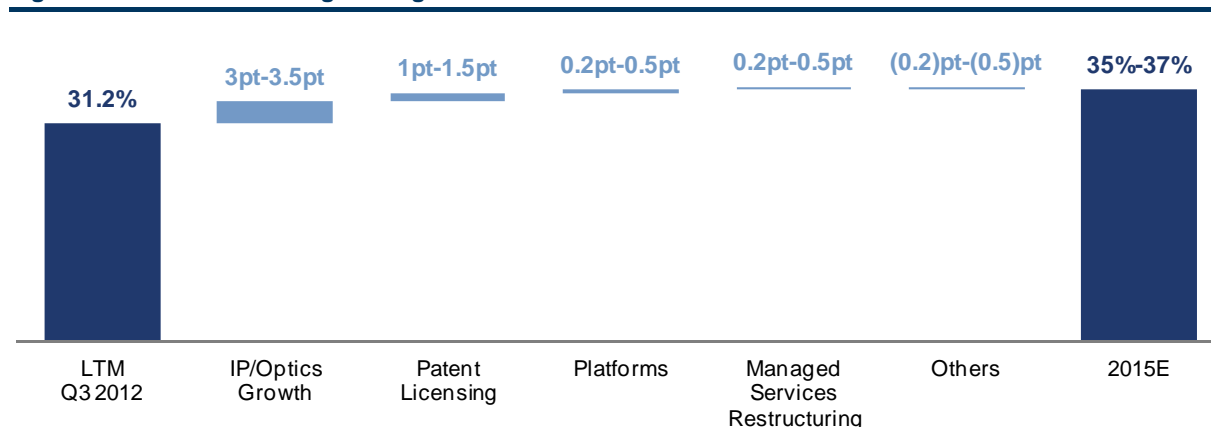 31.2%
3pt-3.5pt
1pt-1.5pt
0.2pt-0.5pt
0.2pt-0.5pt
(0.2)pt-(0.5)pt
35%-37%
LTM
Q3 2012
IP/Optics
Growth
Patent
Licensing
Platforms
Managed
Services
Restructuring
Others
2015E